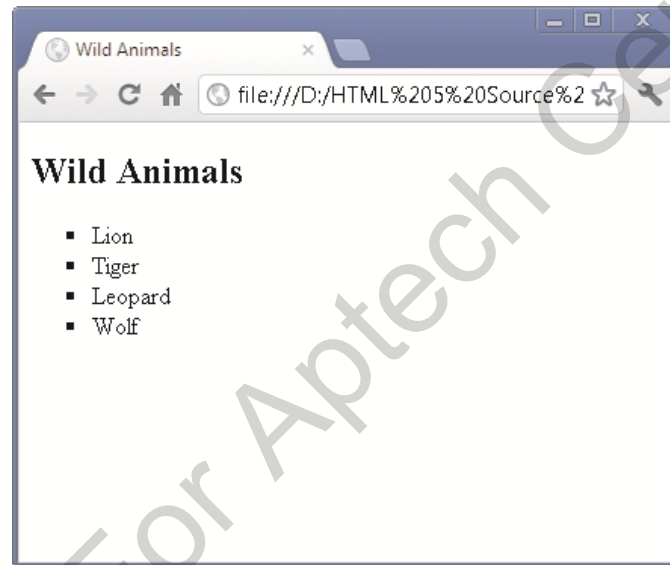 Wild Animals
file:///D:/HTML%205%20Source%2
Wild Animals
Lion
Tiger
Leopard
Wolf
For Aptech Ce